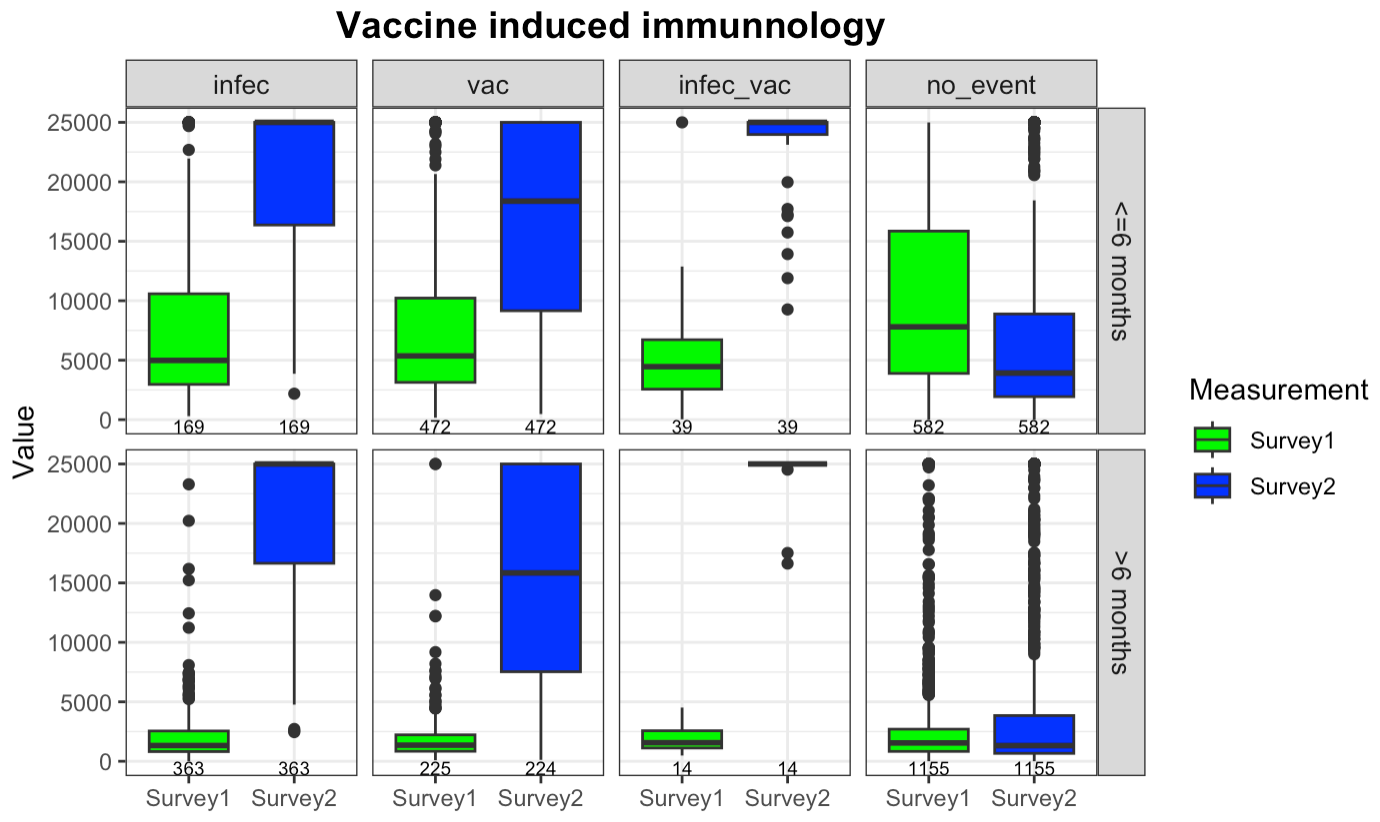 Vaccine induced immunnology
infec vac infec_vac no_event
25000
20000
15000
10000
5000
0
169 169 472 472 39 39 582 582
<=6 months
Value
25000
20000
15000
10000
5000
0
363 363 225 224 14 14 1155 1155
>6 months
Survey1 Survey2 Survey1 Survey2 Survey1 Survey2 Survey1 Survey2
Measurement
Survey1
Survey2